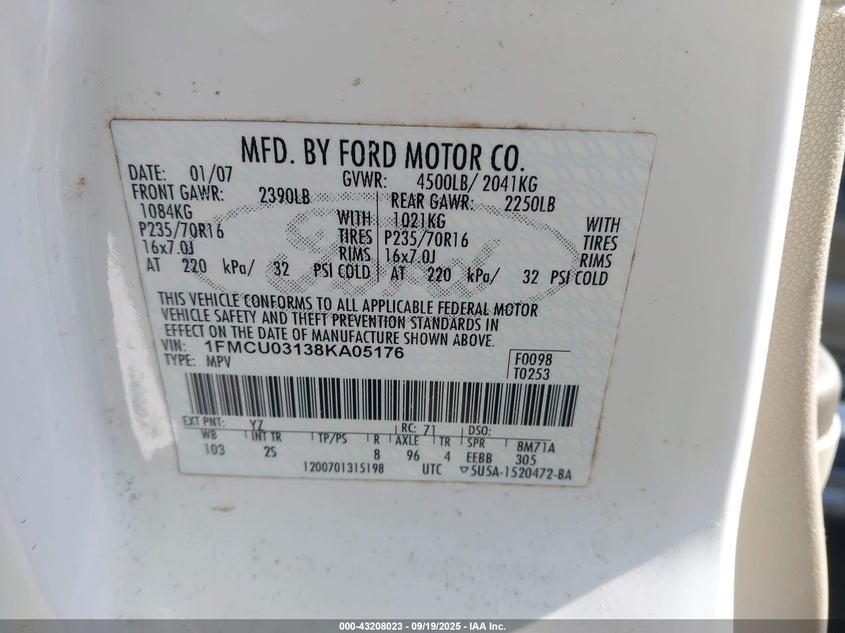 MFD. BY FORD MOTOR CO.
DATE: 01/07 GVWR: 4500LB/ 2041KG
FRONT GAWR: 2390LB REAR GAWR: 2250LB
1084KG WITH 1021KG WITH
P235/70R16 TIRES P235/70R16 TIRES
16x7.0J RIMS 16x7.0J RIMS
AT 220 kPa/ 32 PSI COLD AT 220 kPa/ 32 PSI COLD
Ford
THIS VEHICLE CONFORMS TO ALL APPLICABLE FEDERAL MOTOR
VEHICLE SAFETY AND THEFT PREVENTION STANDARDS IN
EFFECT ON THE DATE OF MANUFACTURE SHOWN ABOVE.
VIN: 1FMCU03138KA05176 F0098
TYPE: MPV T0253
EXT PNT: YZ RC: 71 DSO:
WB INT TR TP/PS R AXLE TR SPR 8M71A
103 2S 8 96 4 EEBB 305
1200701315198 UTC ▽5U5A-1520472-BA
000-43208023 - 09/19/2025 - IAA Inc.